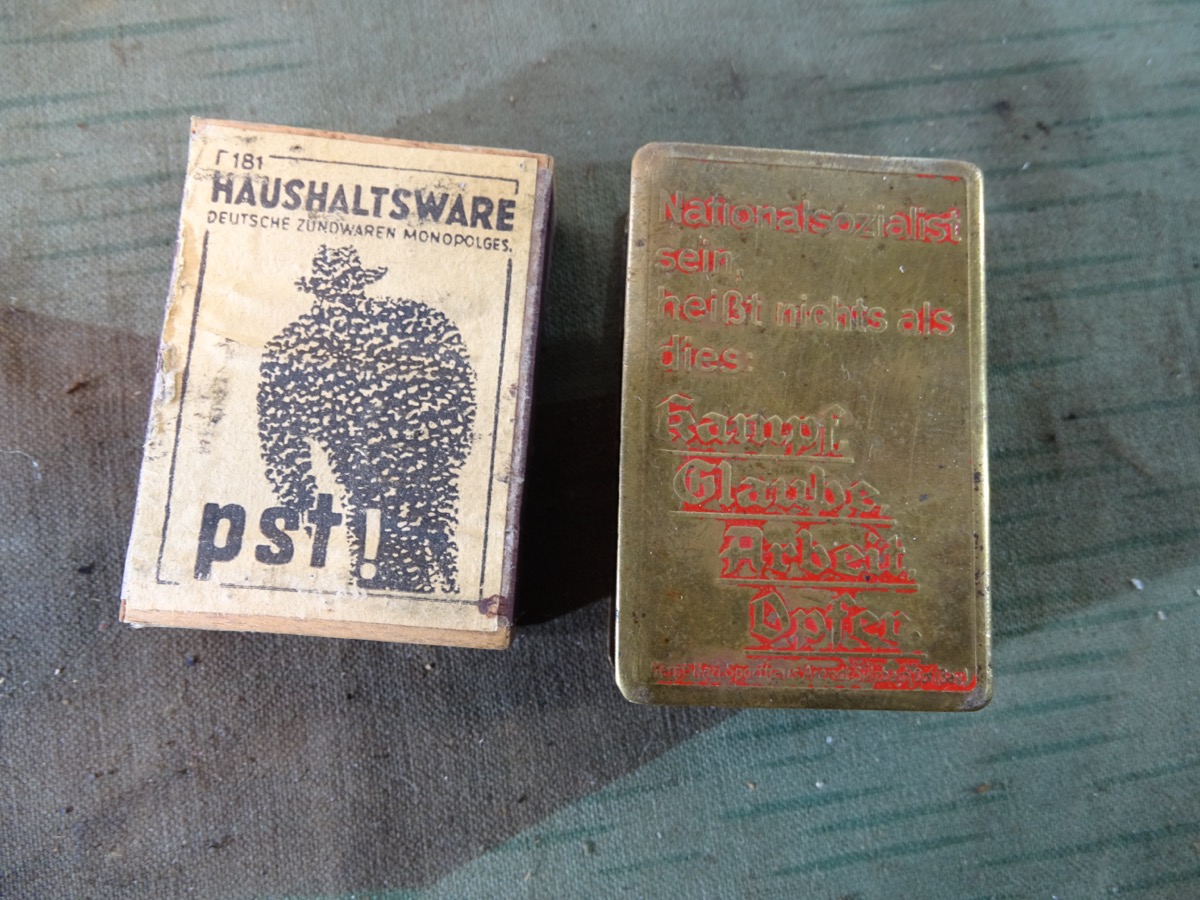 181
HAUSHALTSWARE
DEUTSCHE ZÜNDWAREN MONOPOLGES.
pst!
Nationalsozialist
sein,
heißt nichts als
dies:
Kampf,
Glaube,
Arbeit,
Opfer.